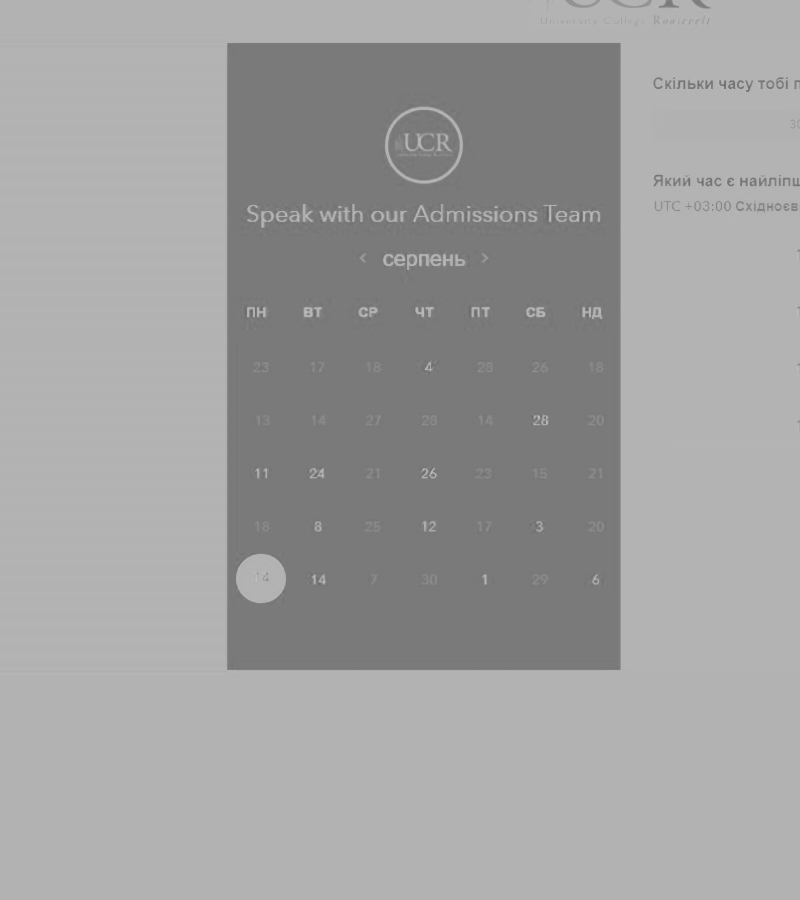 UCR
University College Roosevelt
UCR
Speak with our Admissions Team
< серпень >
ПН ВТ СР ЧТ ПТ СБ НД
23 17 18 4 28 26 18
13 14 27 28 14 28 20
11 24 21 26 23 15 21
18 8 25 12 17 3 20
14 14 7 30 1 29 6
Скільки часу тобі
30
Який час є найліпш
UTC +03:00 Східноєв